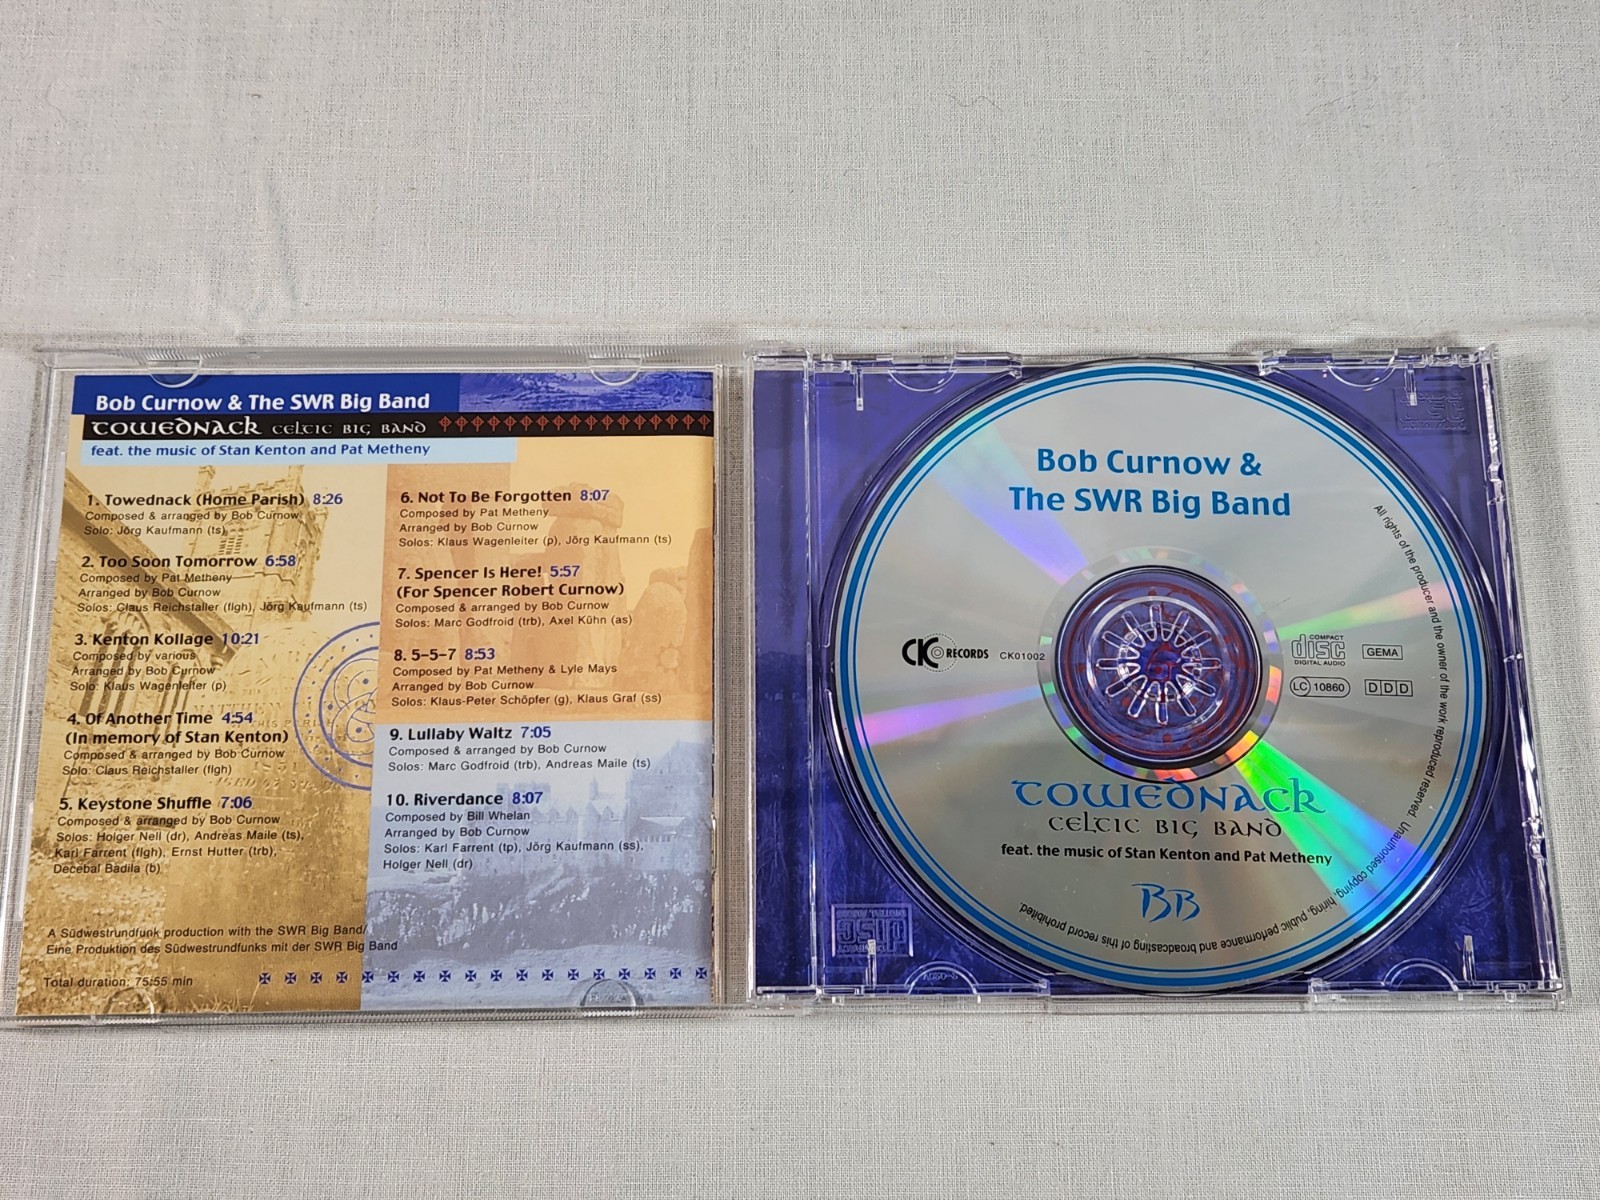 Bob Curnow & The SWR Big Band
TOWEDNACK CELTIC BIG BAND
feat. the music of Stan Kenton and Pat Metheny
1. Towednack (Home Parish) 8:26
Composed & arranged by Bob Curnow
Solo: Jörg Kaufmann (ts)
2. Too Soon Tomorrow 6:58
Composed by Pat Metheny
Arranged by Bob Curnow
Solos: Claus Reichstaller (flgh), Jörg Kaufmann (ts)
3. Kenton Kollage 10:21
Composed by various
Arranged by Bob Curnow
Solo: Klaus Wagenleiter (p)
4. Of Another Time 4:54
(In memory of Stan Kenton)
Composed & arranged by Bob Curnow
Solo: Claus Reichstaller (flgh)
5. Keystone Shuffle 7:06
Composed & arranged by Bob Curnow
Solos: Holger Nell (dr), Andreas Maile (ts),
Karl Farrent (flgh), Ernst Hutter (trb),
Decebal Badila (b)
6. Not To Be Forgotten 8:07
Composed by Pat Metheny
Arranged by Bob Curnow
Solos: Klaus Wagenleiter (p), Jörg Kaufmann (ts)
7. Spencer Is Here! 5:57
(For Spencer Robert Curnow)
Composed & arranged by Bob Curnow
Solos: Marc Godfroid (trb), Axel Kühn (as)
8. 5-5-7 8:53
Composed by Pat Metheny & Lyle Mays
Arranged by Bob Curnow
Solos: Klaus-Peter Schöpfer (g), Klaus Graf (ss)
9. Lullaby Waltz 7:05
Composed & arranged by Bob Curnow
Solos: Marc Godfroid (trb), Andreas Maile (ts)
10. Riverdance 8:07
Composed by Bill Whelan
Arranged by Bob Curnow
Solos: Karl Farrent (tp), Jörg Kaufmann (ss),
Holger Nell (dr)
A Südwestrundfunk production with the SWR Big Band/
Eine Produktion des Südwestrundfunks mit der SWR Big Band
Total duration: 75:55 min
Bob Curnow &
The SWR Big Band
CK RECORDS CK01002
COMPACT disc DIGITAL AUDIO
GEMA
LC 10860
DDD
TOWEDNACK
CELTIC BIG BAND
feat. the music of Stan Kenton and Pat Metheny
BB
All rights of the producer and the owner of the work reproduced reserved. Unauthorised copying, hiring, public performance and broadcasting of this record prohibited.